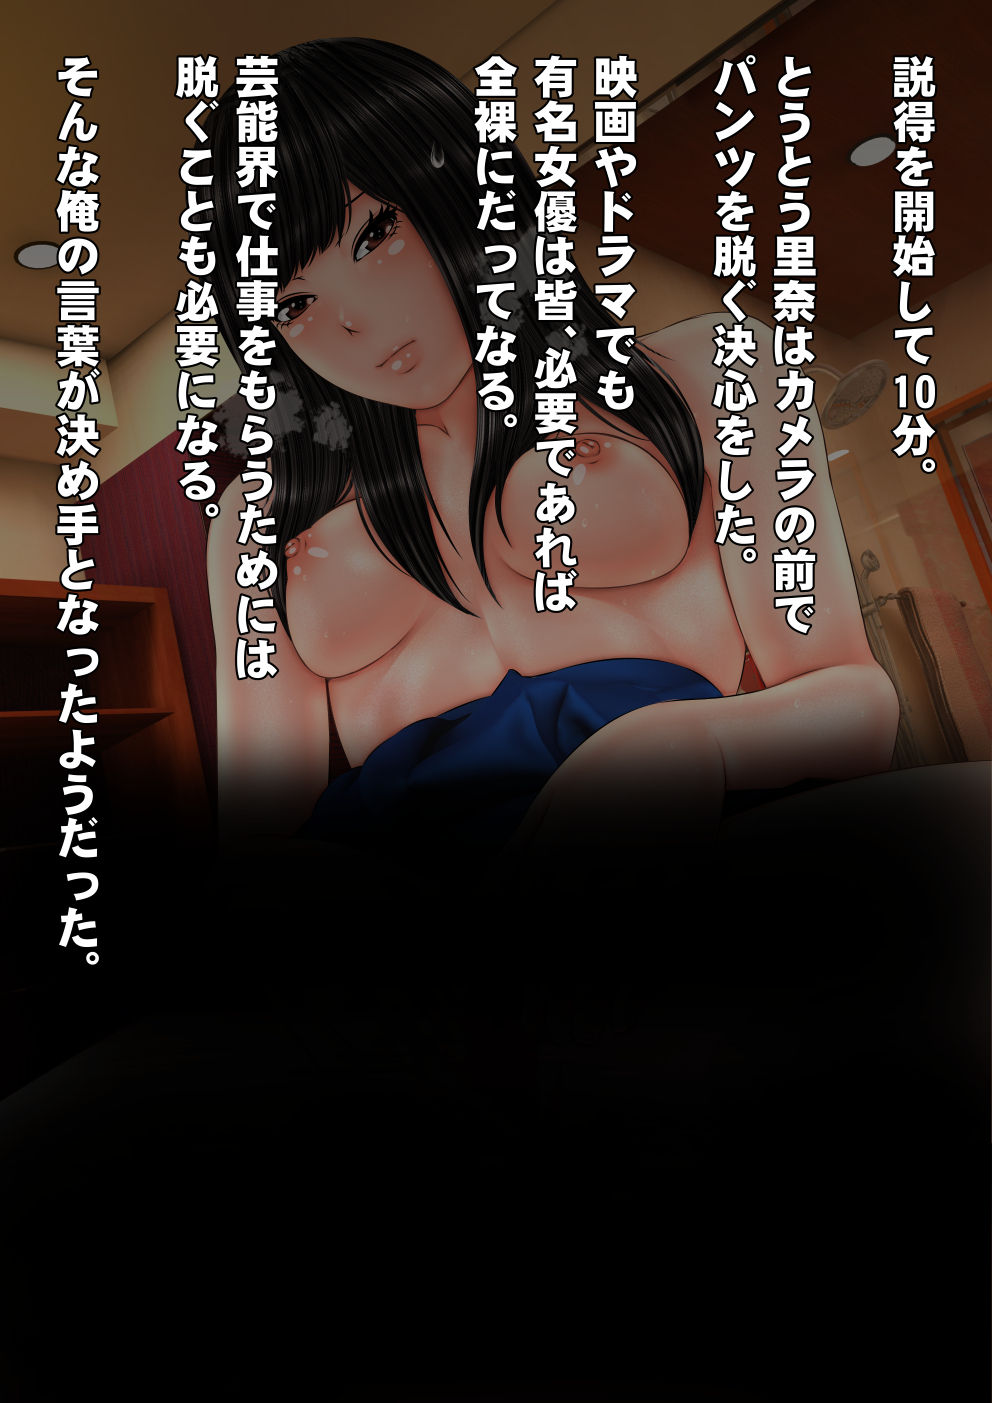 説得を開始して10分。
とうとう里奈はカメラの前で
パンツを脱ぐ決心をした。
映画やドラマでも
有名女優は皆、必要であれば
全裸にだってなる。
芸能界で仕事をもらうためには
脱ぐことも必要になる。
そんな俺の言葉が決め手となったようだった。